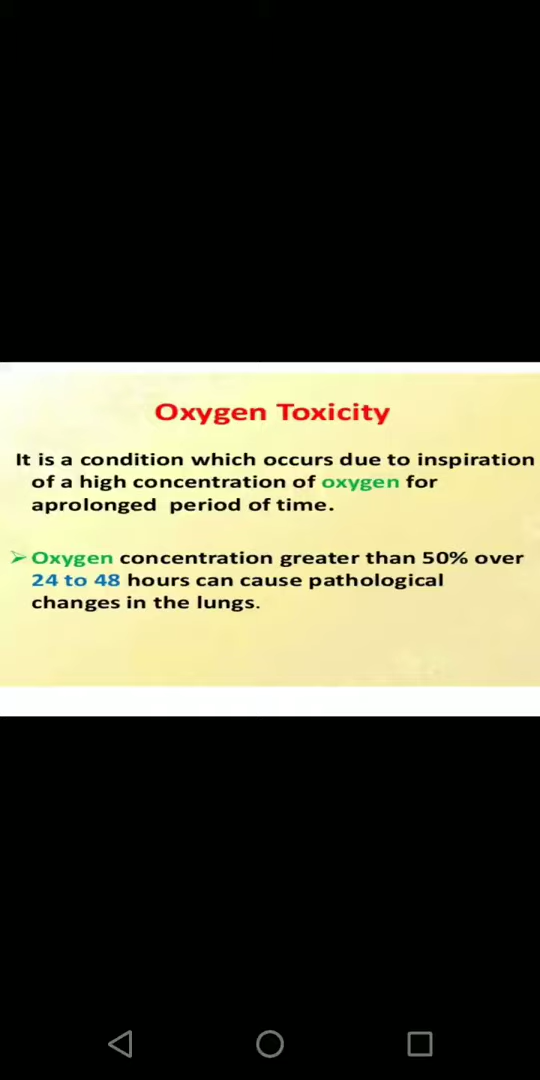 Oxygen Toxicity
It is a condition which occurs due to inspiration
of a high concentration of oxygen for
aprolonged period of time.
➢ Oxygen concentration greater than 50% over
24 to 48 hours can cause pathological
changes in the lungs.